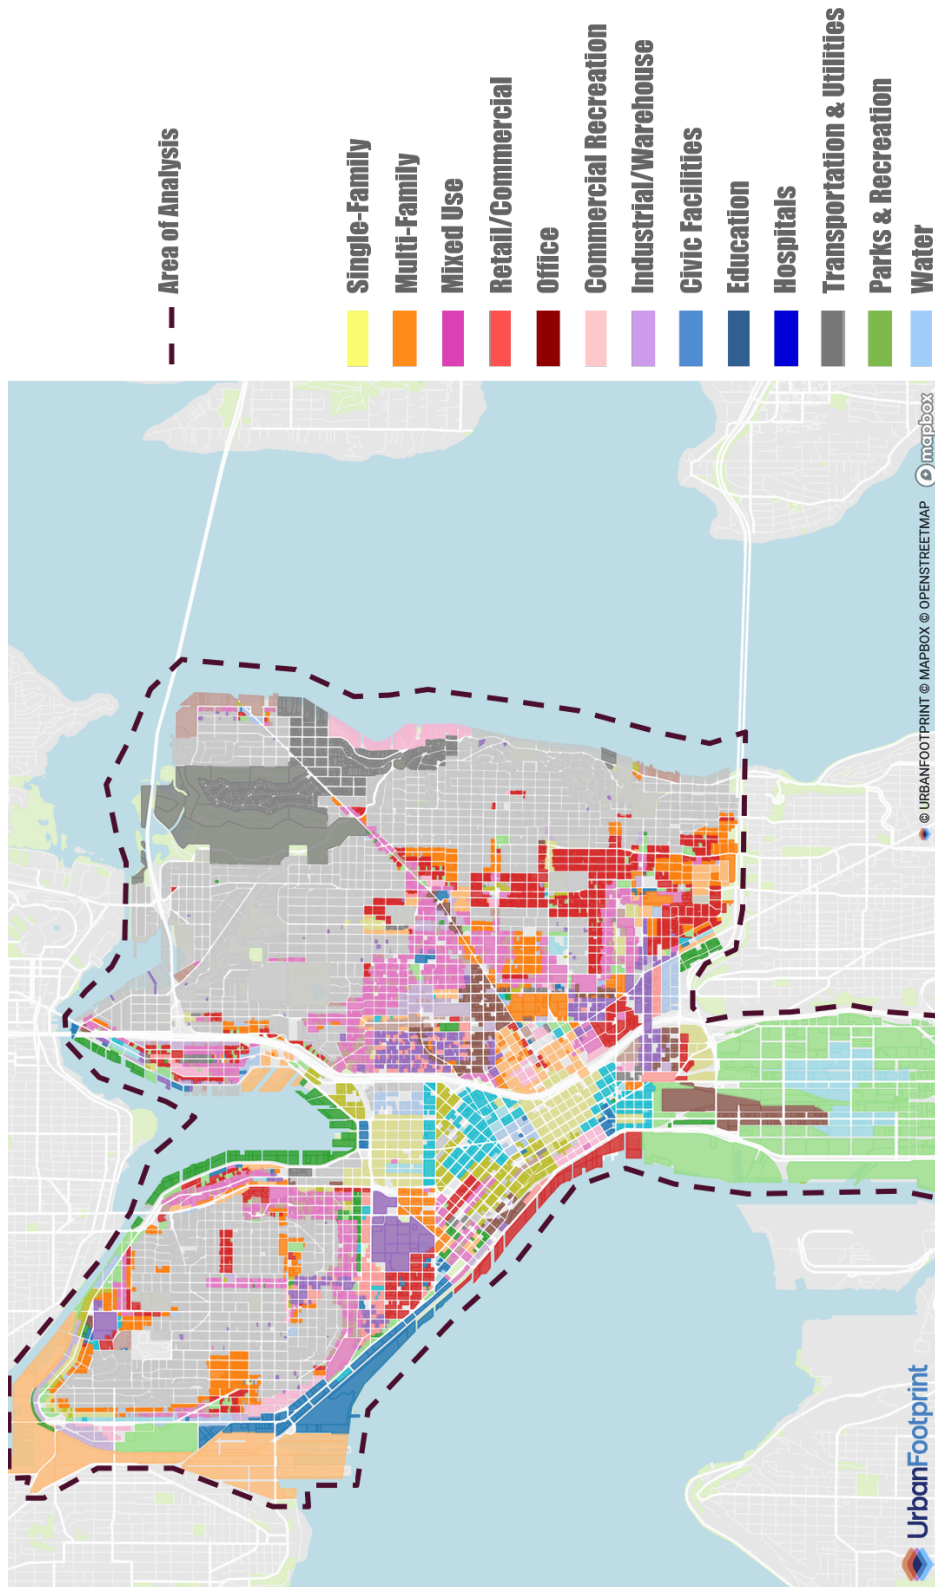 Area of Analysis
Single-Family
Multi-Family
Mixed Use
Retail/Commercial
Office
Commercial Recreation
Industrial/Warehouse
Civic Facilities
Education
Hospitals
Transportation & Utilities
Parks & Recreation
Water
UrbanFootprint
© URBANFOOTPRINT © MAPBOX © OPENSTREETMAP
mapbox